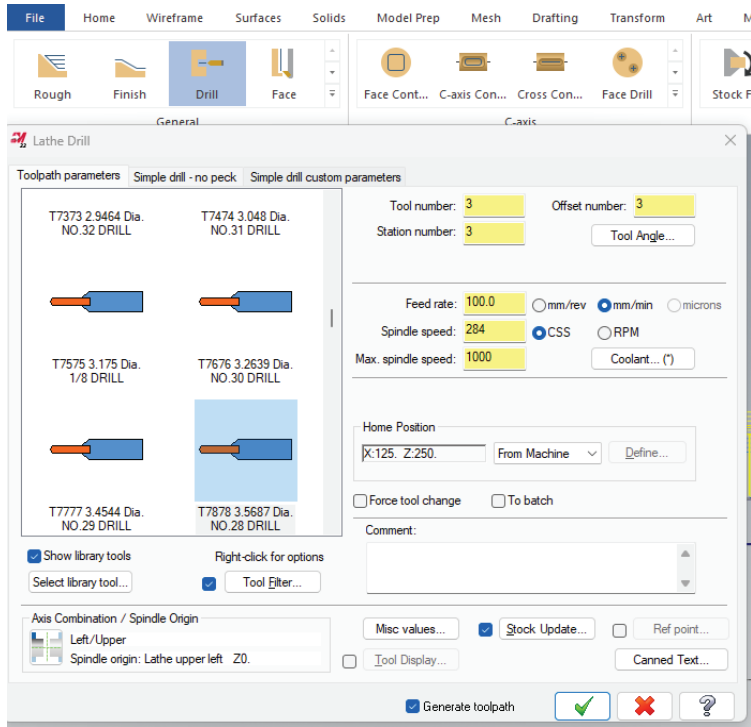 File Home Wireframe Surfaces Solids Model Prep Mesh Drafting Transform Art
Rough Finish Drill Face Face Cont... C-axis Con... Cross Con... Face Drill Stock F
General C-axis
Lathe Drill
Toolpath parameters Simple drill - no peck Simple drill custom parameters
T7373 2.9464 Dia. T7474 3.048 Dia.
NO.32 DRILL NO.31 DRILL
T7575 3.175 Dia. T7676 3.2639 Dia.
1/8 DRILL NO.30 DRILL
T7777 3.4544 Dia. T7878 3.5687 Dia.
NO.29 DRILL NO.28 DRILL
Show library tools Right-click for options
Select library tool... Tool Filter...
Tool number: 3 Offset number: 3
Station number: 3 Tool Angle...
Feed rate: 100.0 mm/rev mm/min microns
Spindle speed: 284 CSS RPM
Max. spindle speed: 1000 Coolant... (*)
Home Position
X:125. Z:250. From Machine Define...
Force tool change To batch
Comment:
Axis Combination / Spindle Origin
Left/Upper
Spindle origin: Lathe upper left Z0.
Misc values... Stock Update... Ref point...
Tool Display... Canned Text...
Generate toolpath